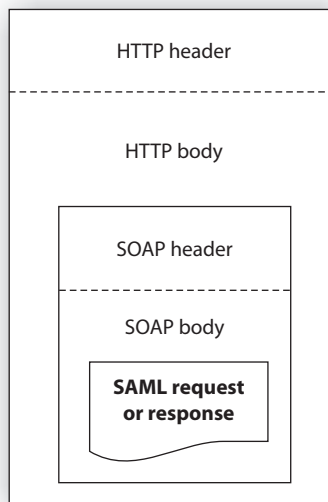 HTTP header
HTTP body
SOAP header
SOAP body
SAML request
or response